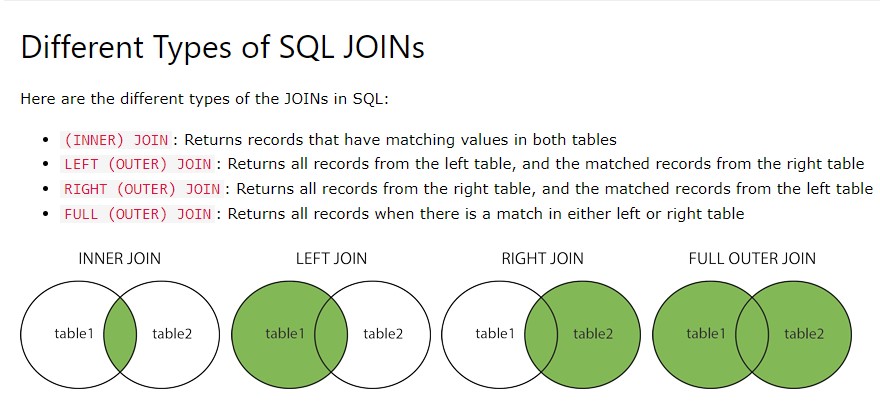 Different Types of SQL JOINs
Here are the different types of the JOINs in SQL:
• (INNER) JOIN: Returns records that have matching values in both tables
• LEFT (OUTER) JOIN: Returns all records from the left table, and the matched records from the right table
• RIGHT (OUTER) JOIN: Returns all records from the right table, and the matched records from the left table
• FULL (OUTER) JOIN: Returns all records when there is a match in either left or right table
INNER JOIN LEFT JOIN RIGHT JOIN FULL OUTER JOIN
table1 table2 table1 table2 table1 table2 table1 table2